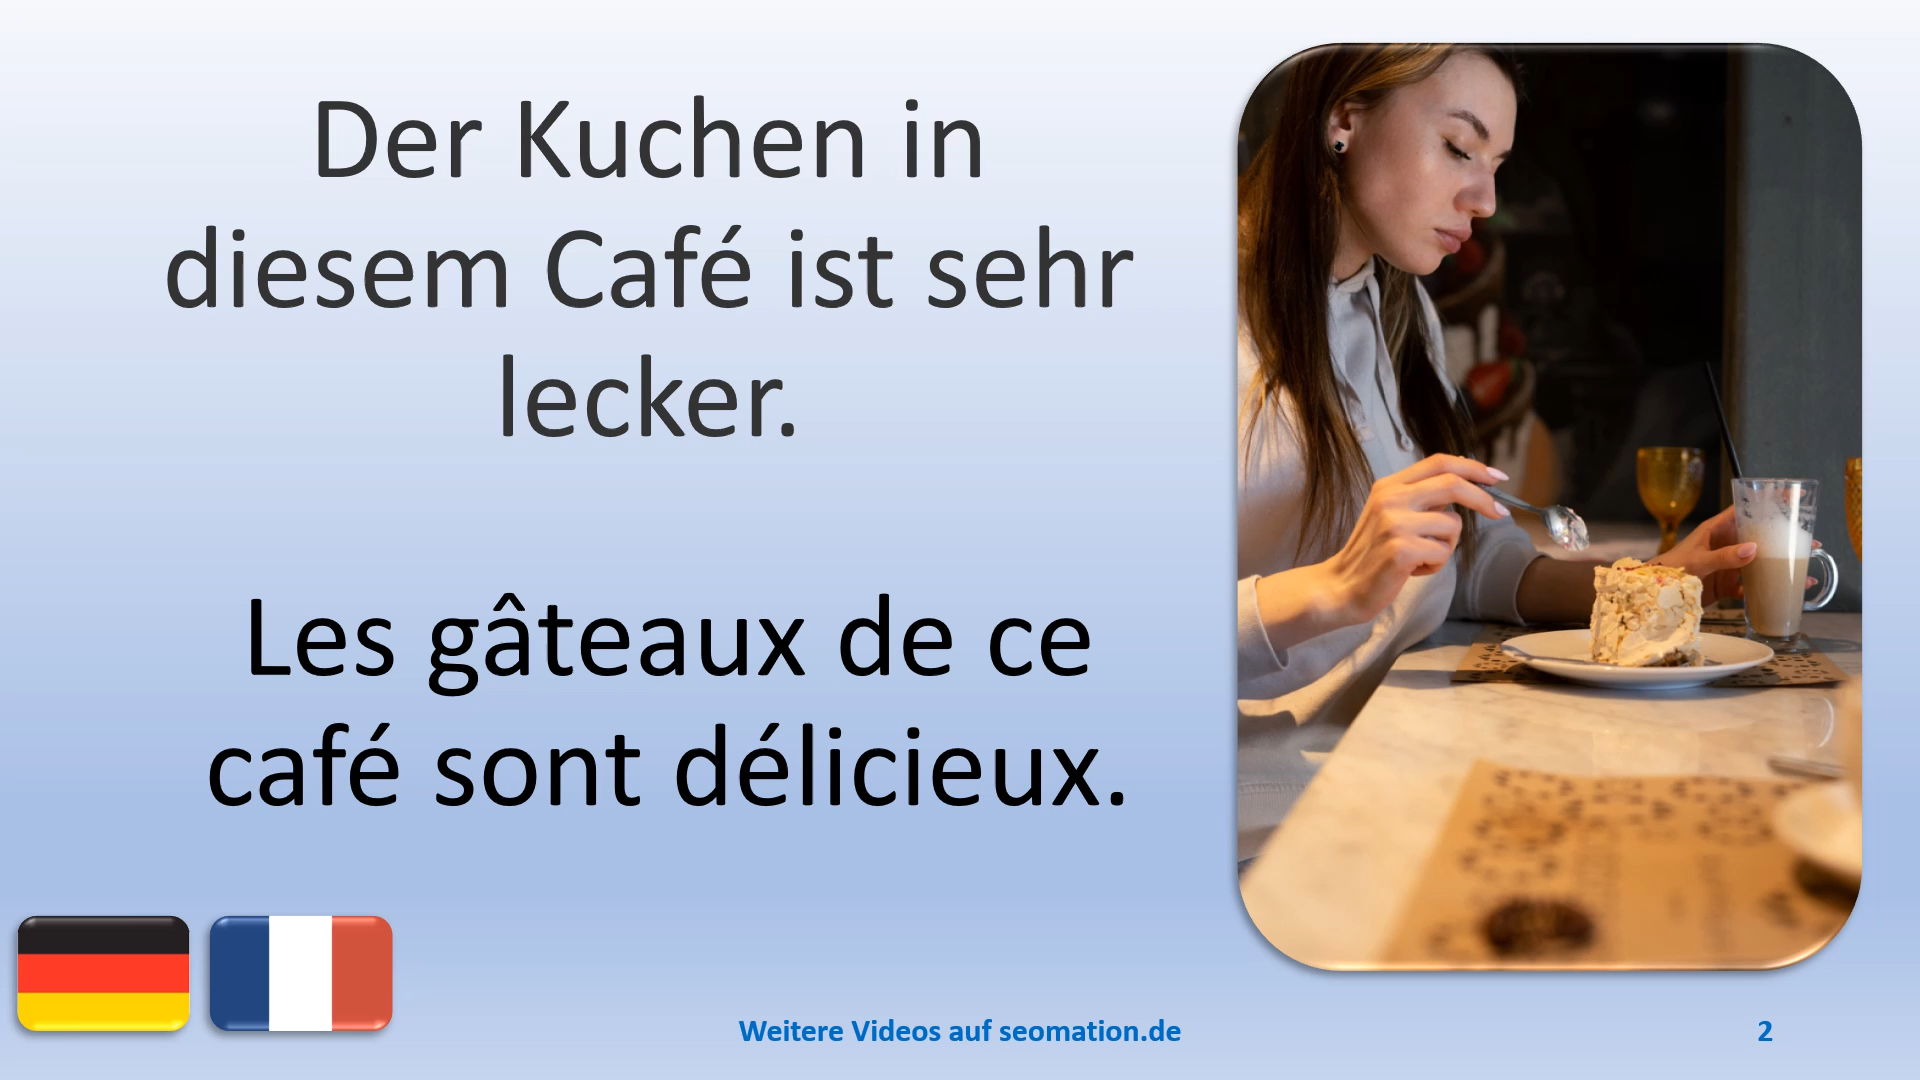 Der Kuchen in
diesem Café ist sehr
lecker.
Les gâteaux de ce
café sont délicieux.
Weitere Videos auf seomation.de
2